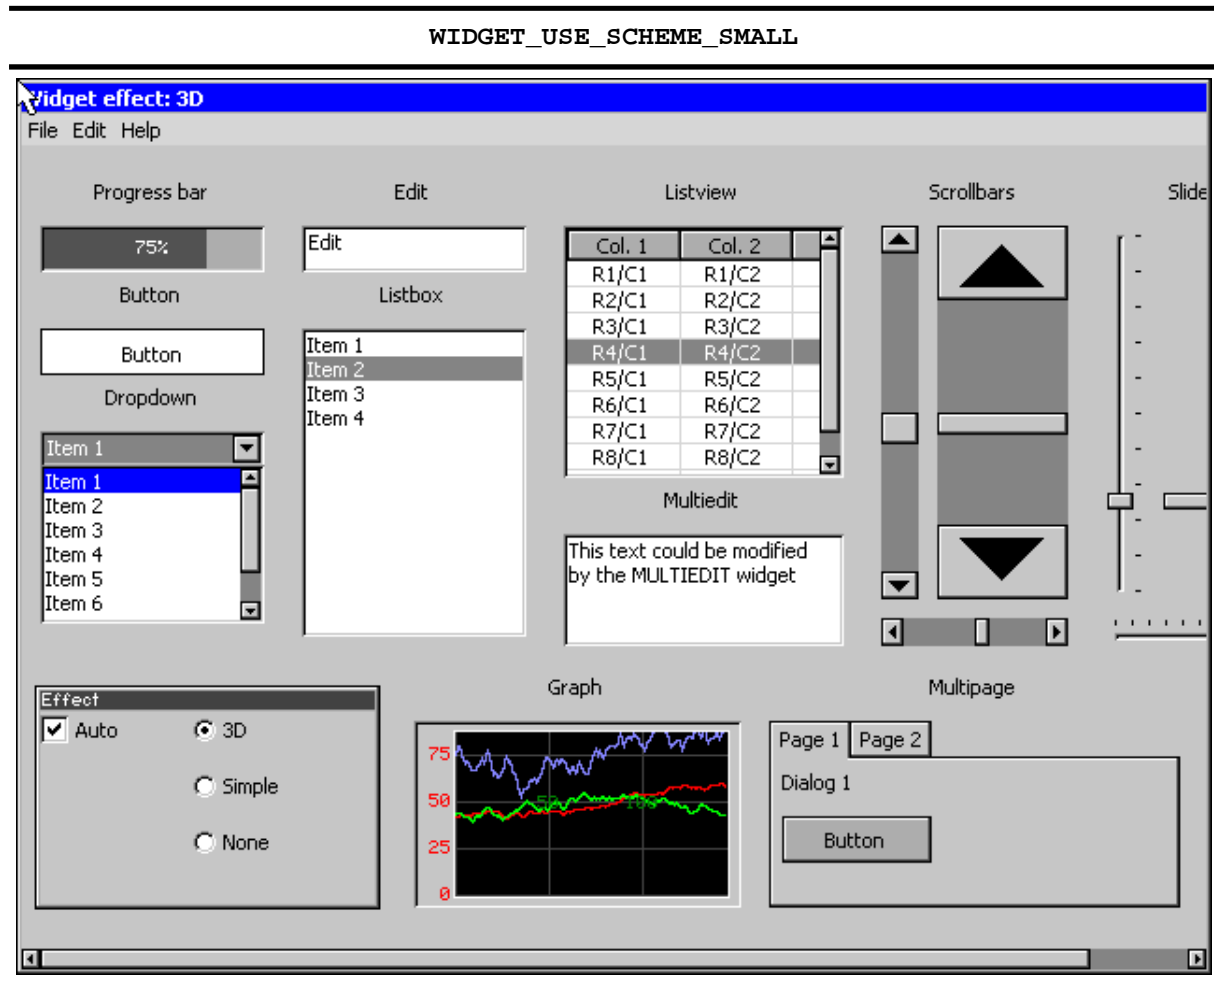 WIDGET_USE_SCHEME_SMALL
Widget effect: 3D
File Edit Help
Progress bar
75%
Button
Button
Dropdown
Item 1
Item 1
Item 2
Item 3
Item 4
Item 5
Item 6
Edit
Edit
Listbox
Item 1
Item 2
Item 3
Item 4
Listview
Col. 1 Col. 2
R1/C1 R1/C2
R2/C1 R2/C2
R3/C1 R3/C2
R4/C1 R4/C2
R5/C1 R5/C2
R6/C1 R6/C2
R7/C1 R7/C2
R8/C1 R8/C2
Multiedit
This text could be modified
by the MULTIEDIT widget
Scrollbars
Slide
Effect
Auto
3D
Simple
None
Graph
75
50
25
0
50 100
Multipage
Page 1 Page 2
Dialog 1
Button